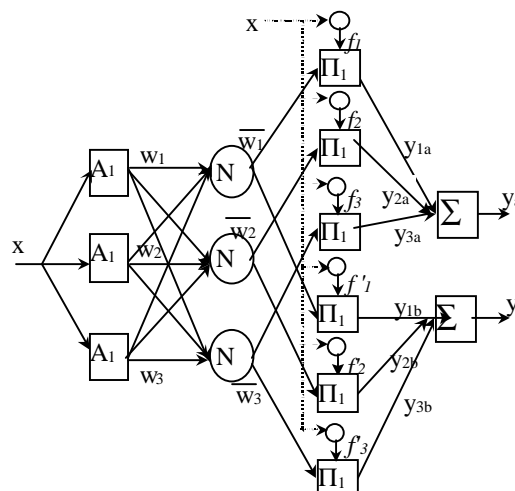 x
f1
Π1
w1
w1
f2
y1a
A1
N
Π1
y2a
f3
Σ
y
x
w2
w2
y3a
A1
N
Π1
f'1
y1b
Π1
Σ
y
A1
N
f'2
y2b
w3
w3
Π1
y3b
f'3
Π1